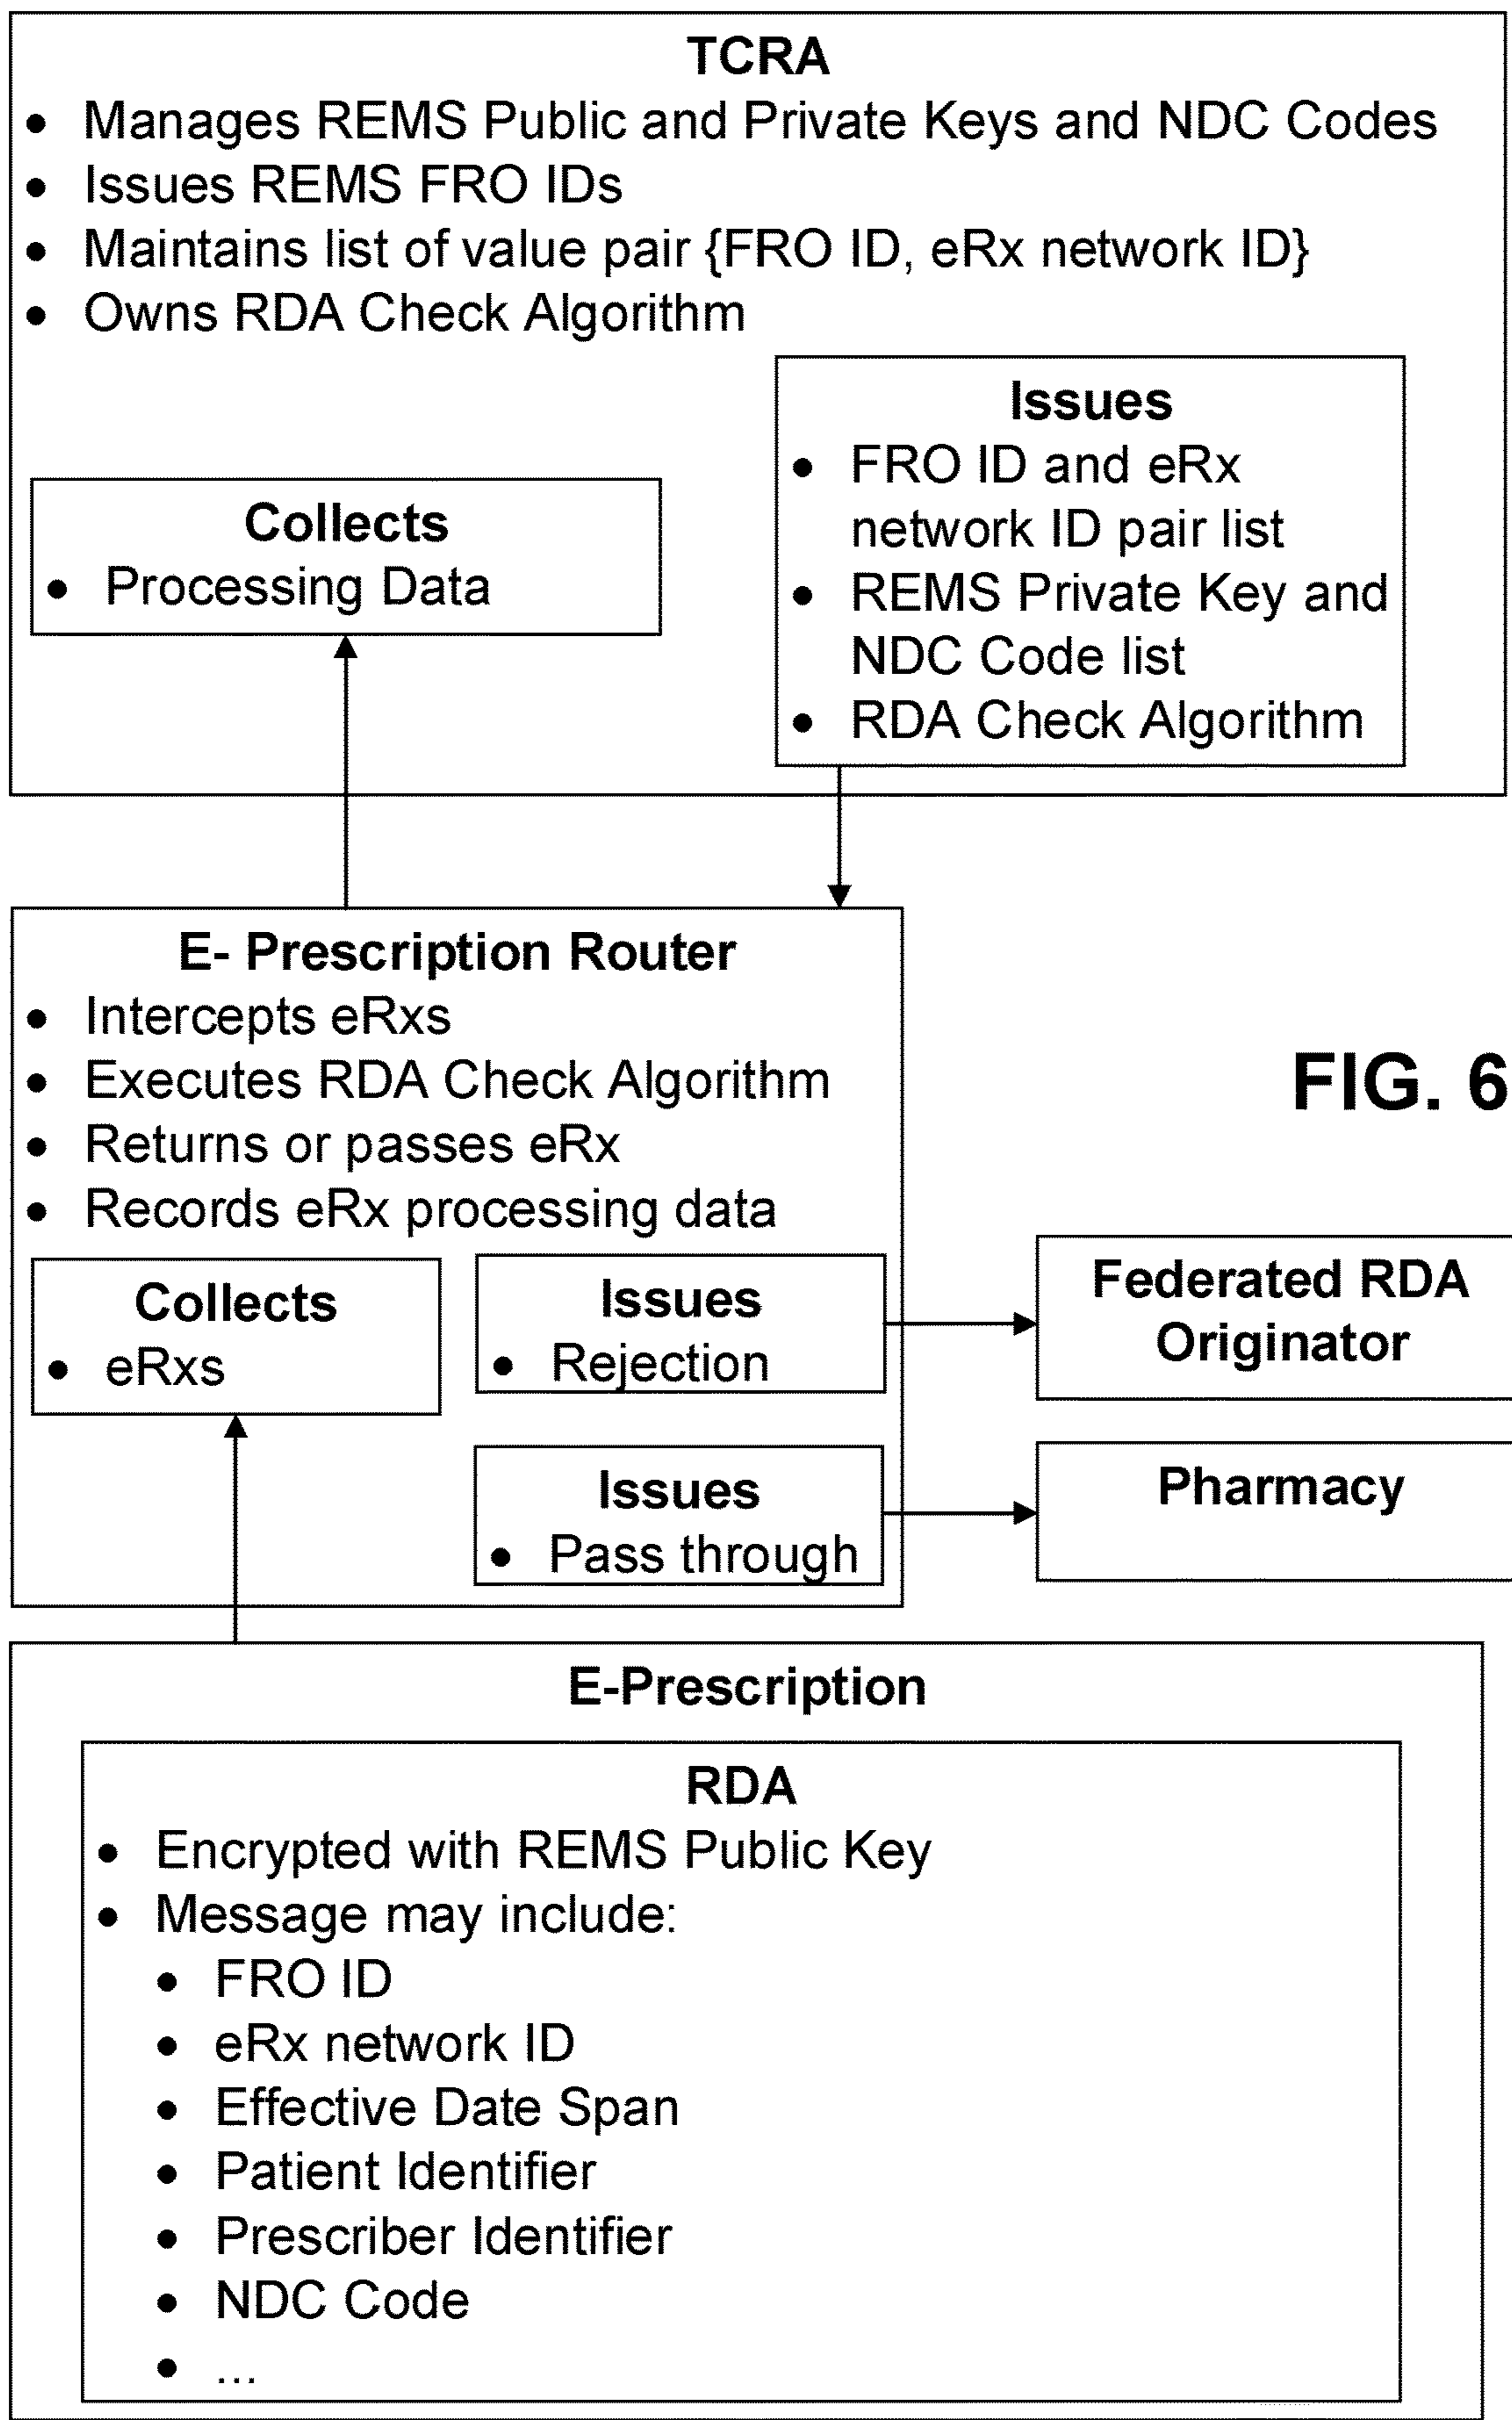 TCRA
• Manages REMS Public and Private Keys and NDC Codes
• Issues REMS FRO IDs
• Maintains list of value pair {FRO ID, eRx network ID}
• Owns RDA Check Algorithm
Collects
• Processing Data
Issues
• FRO ID and eRx
network ID pair list
• REMS Private Key and
NDC Code list
• RDA Check Algorithm
E- Prescription Router
• Intercepts eRxs
• Executes RDA Check Algorithm
• Returns or passes eRx
• Records eRx processing data
Collects
• eRxs
Issues
• Rejection
Issues
• Pass through
FIG. 6
Federated RDA
Originator
Pharmacy
E-Prescription
RDA
• Encrypted with REMS Public Key
• Message may include:
• FRO ID
• eRx network ID
• Effective Date Span
• Patient Identifier
• Prescriber Identifier
• NDC Code
• ...